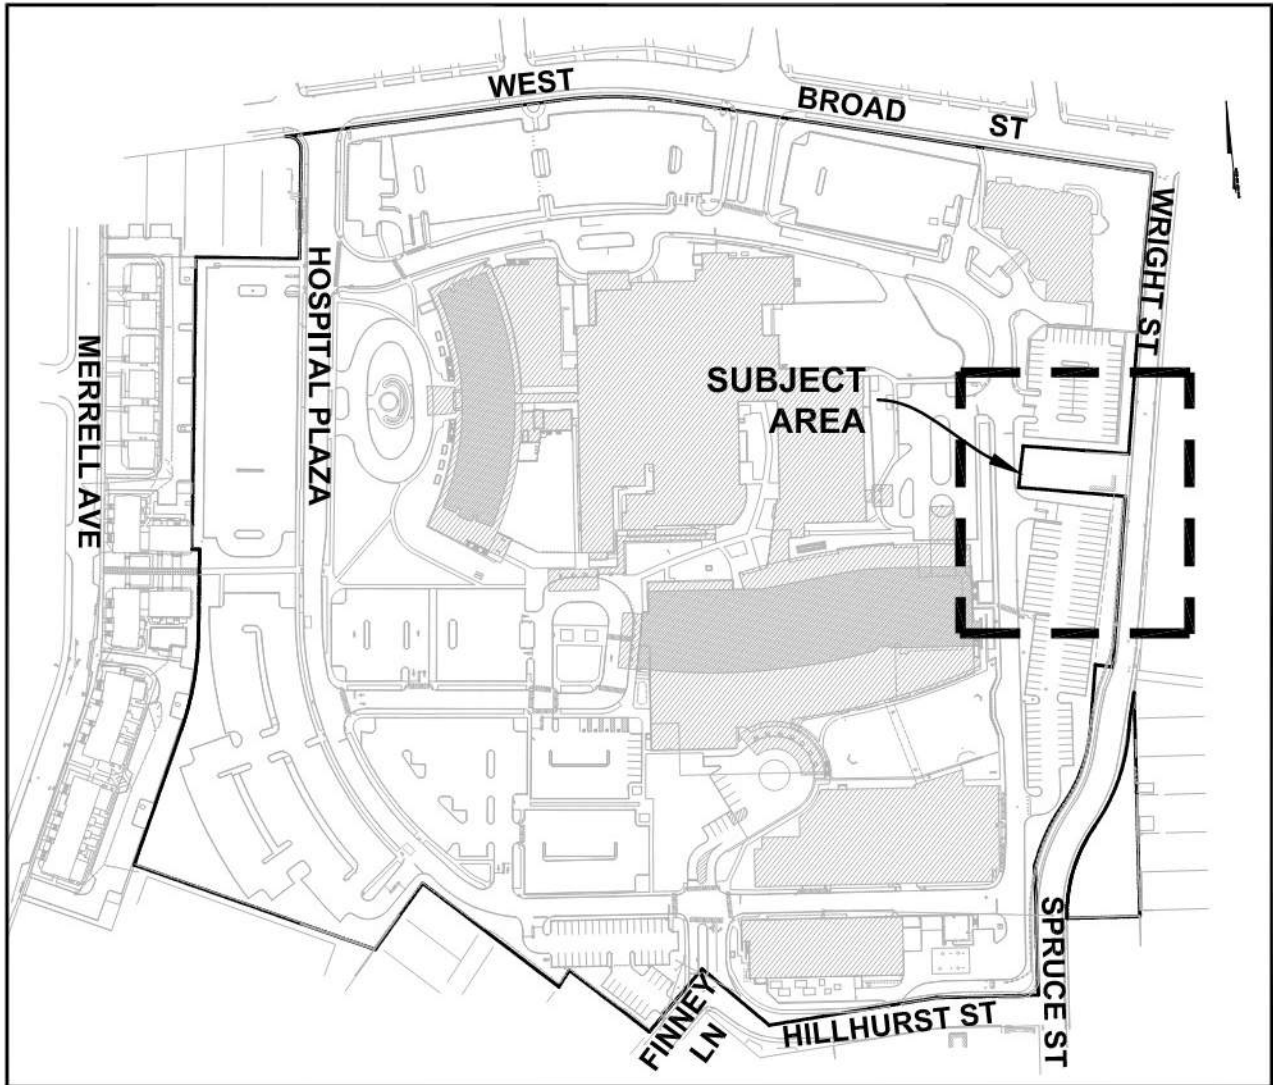 WEST
BROAD
ST
WRIGHT ST
HOSPITAL PLAZA
MERRELL AVE
SUBJECT
AREA
SPRUCE ST
FINNEY
LN
HILLHURST ST